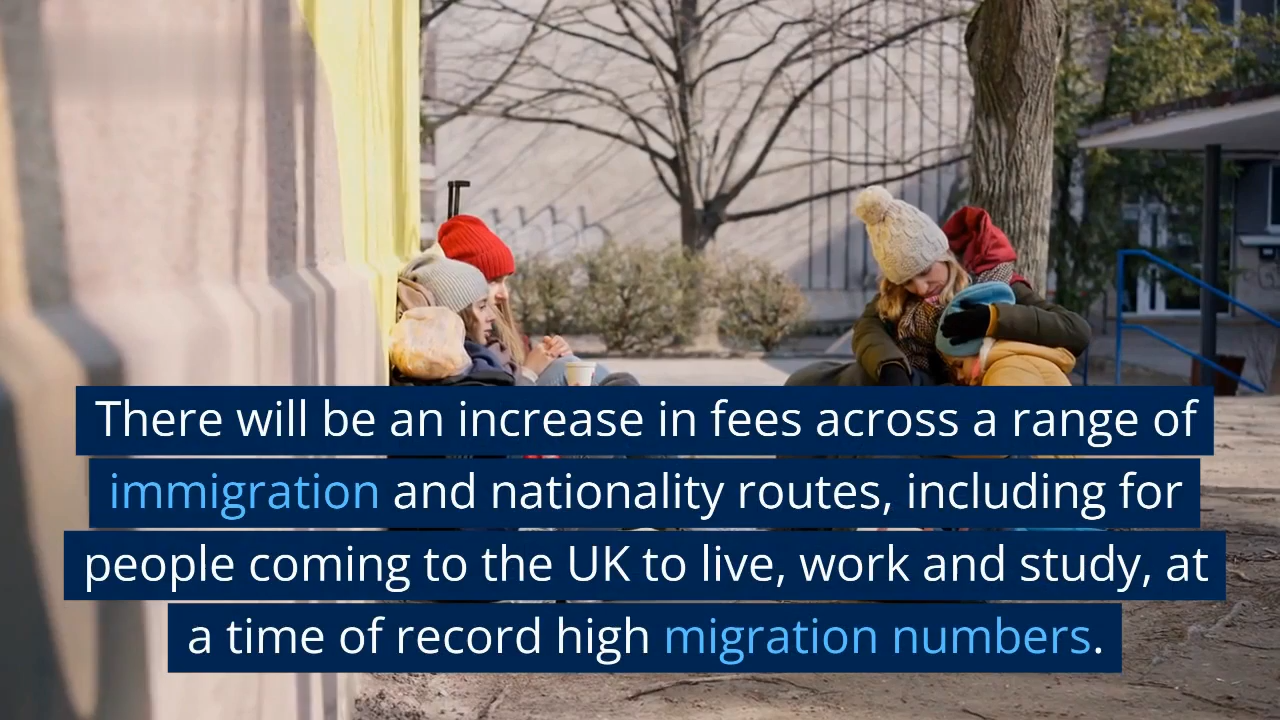 There will be an increase in fees across a range of
immigration and nationality routes, including for
people coming to the UK to live, work and study, at
a time of record high migration numbers.